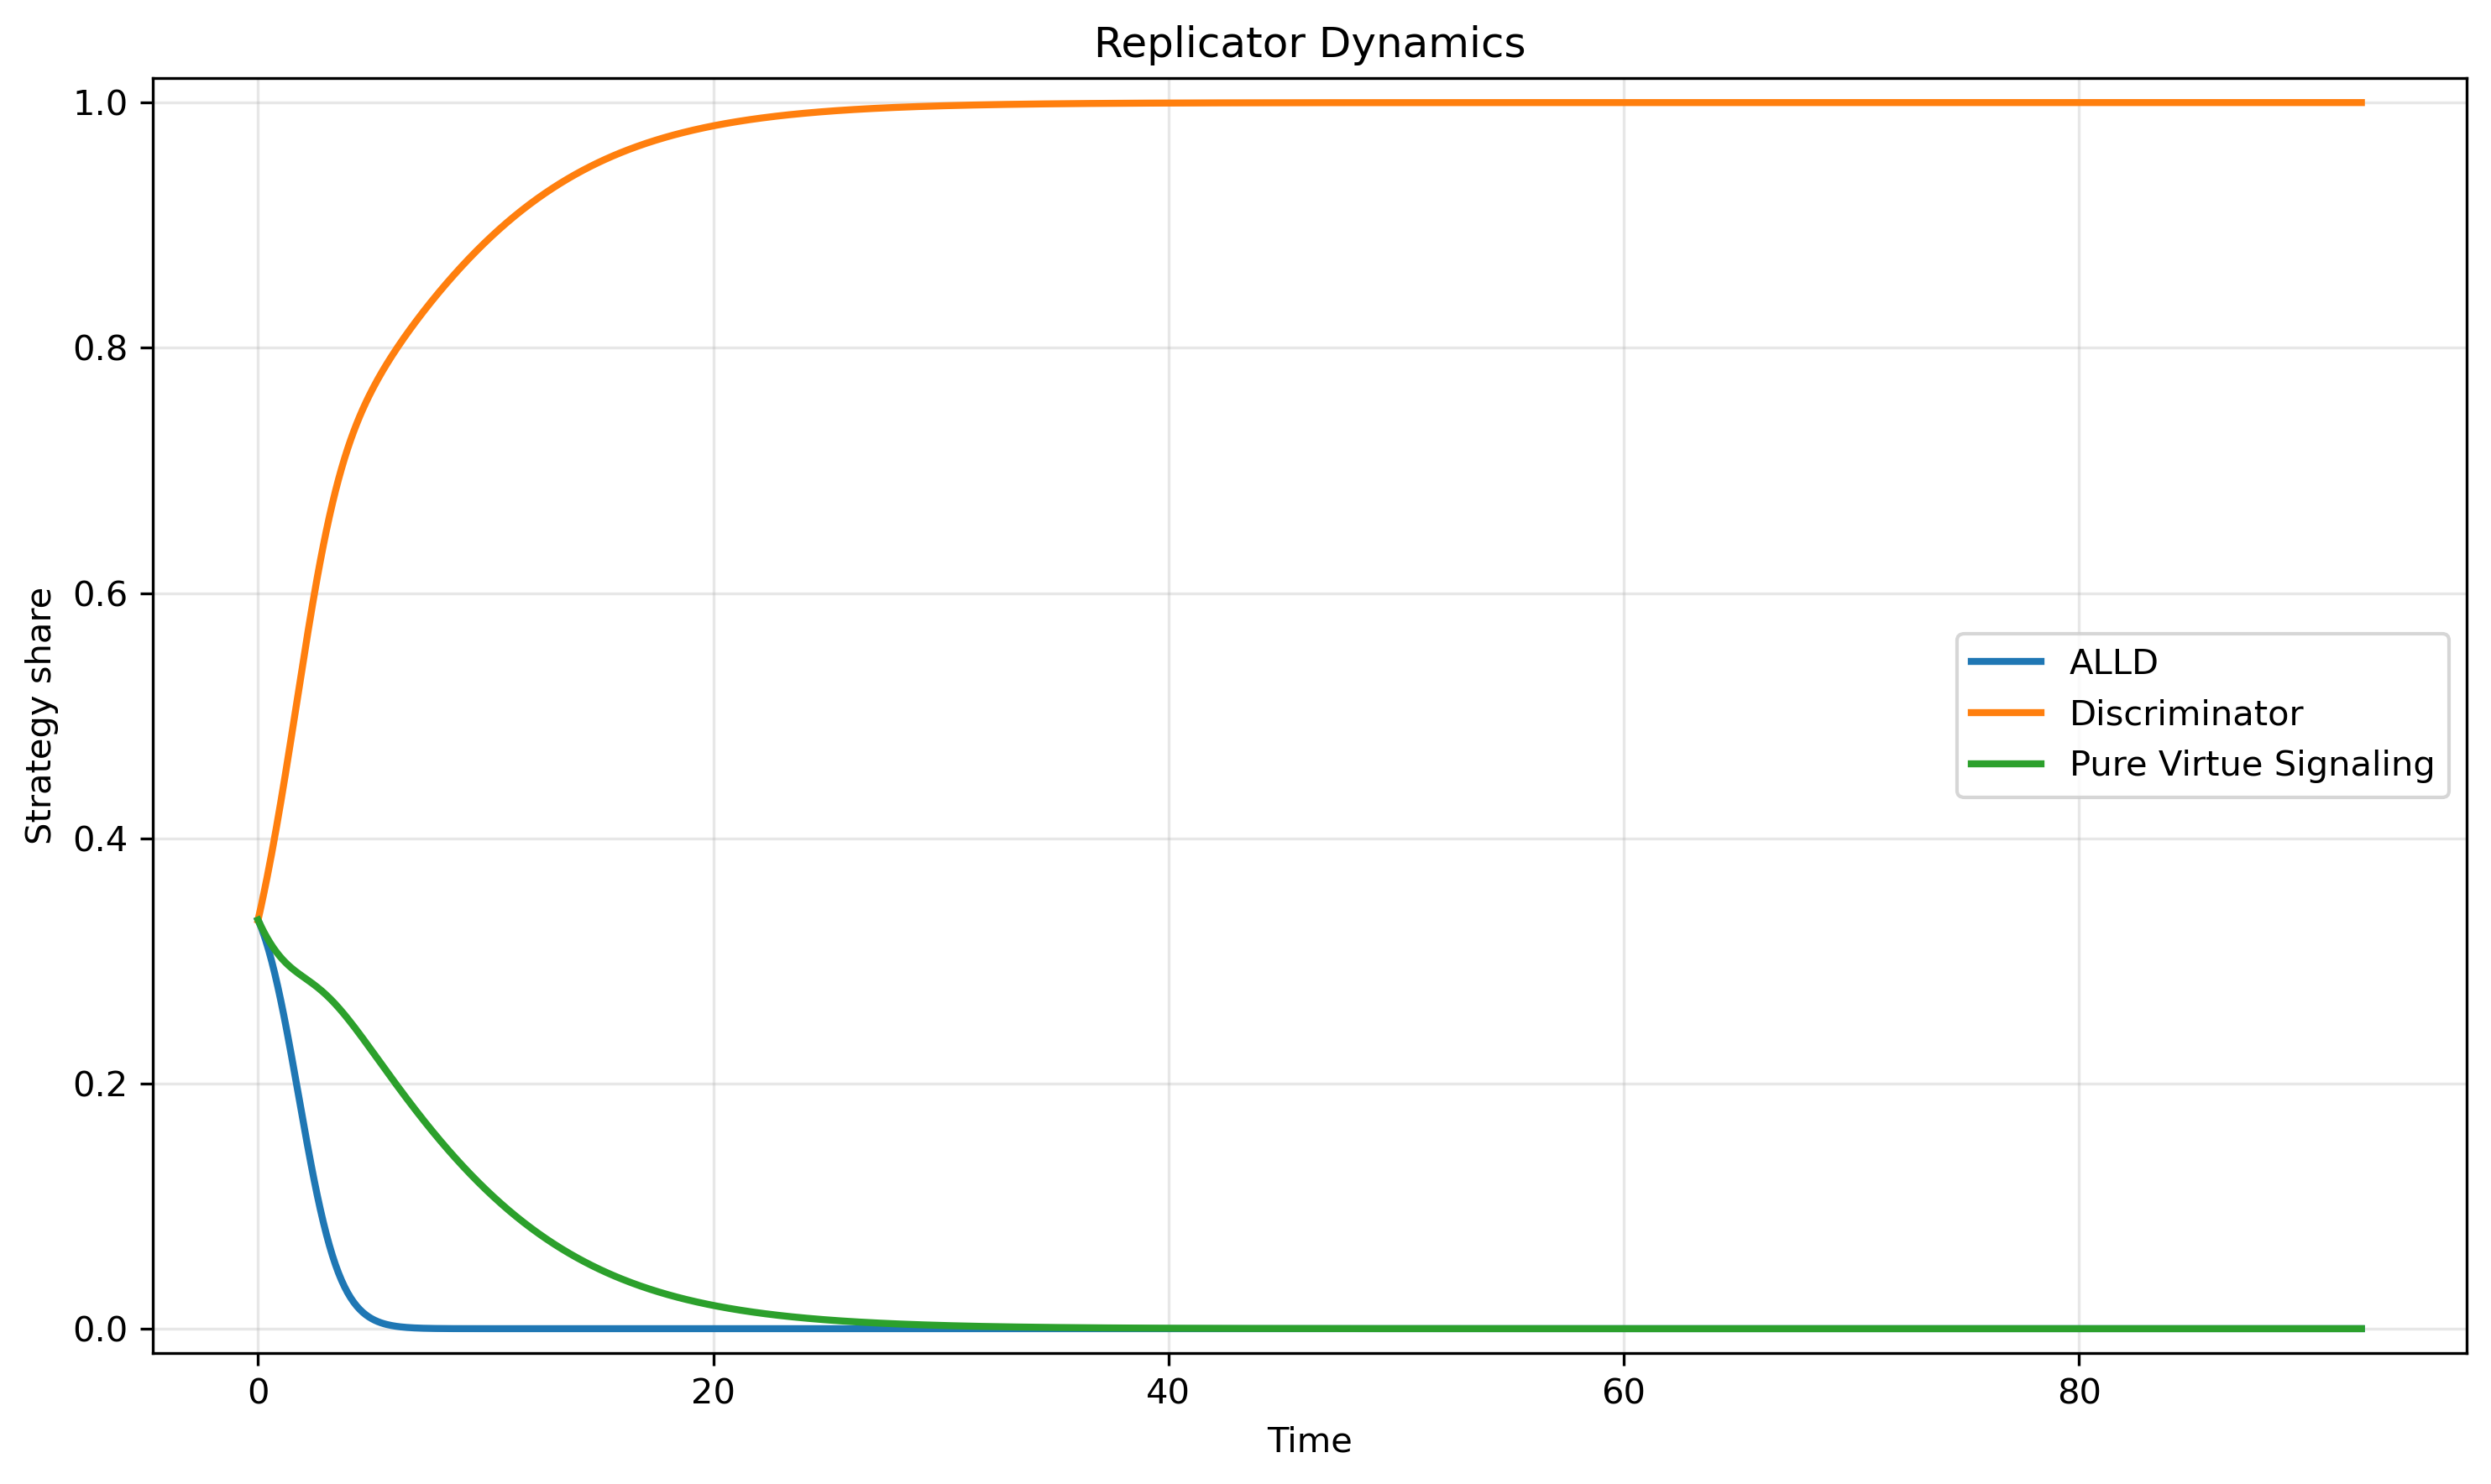 Replicator Dynamics
1.0
0.8
0.6
0.4
0.2
0.0
Strategy share
ALLD
Discriminator
Pure Virtue Signaling
0 20 40 60 80
Time